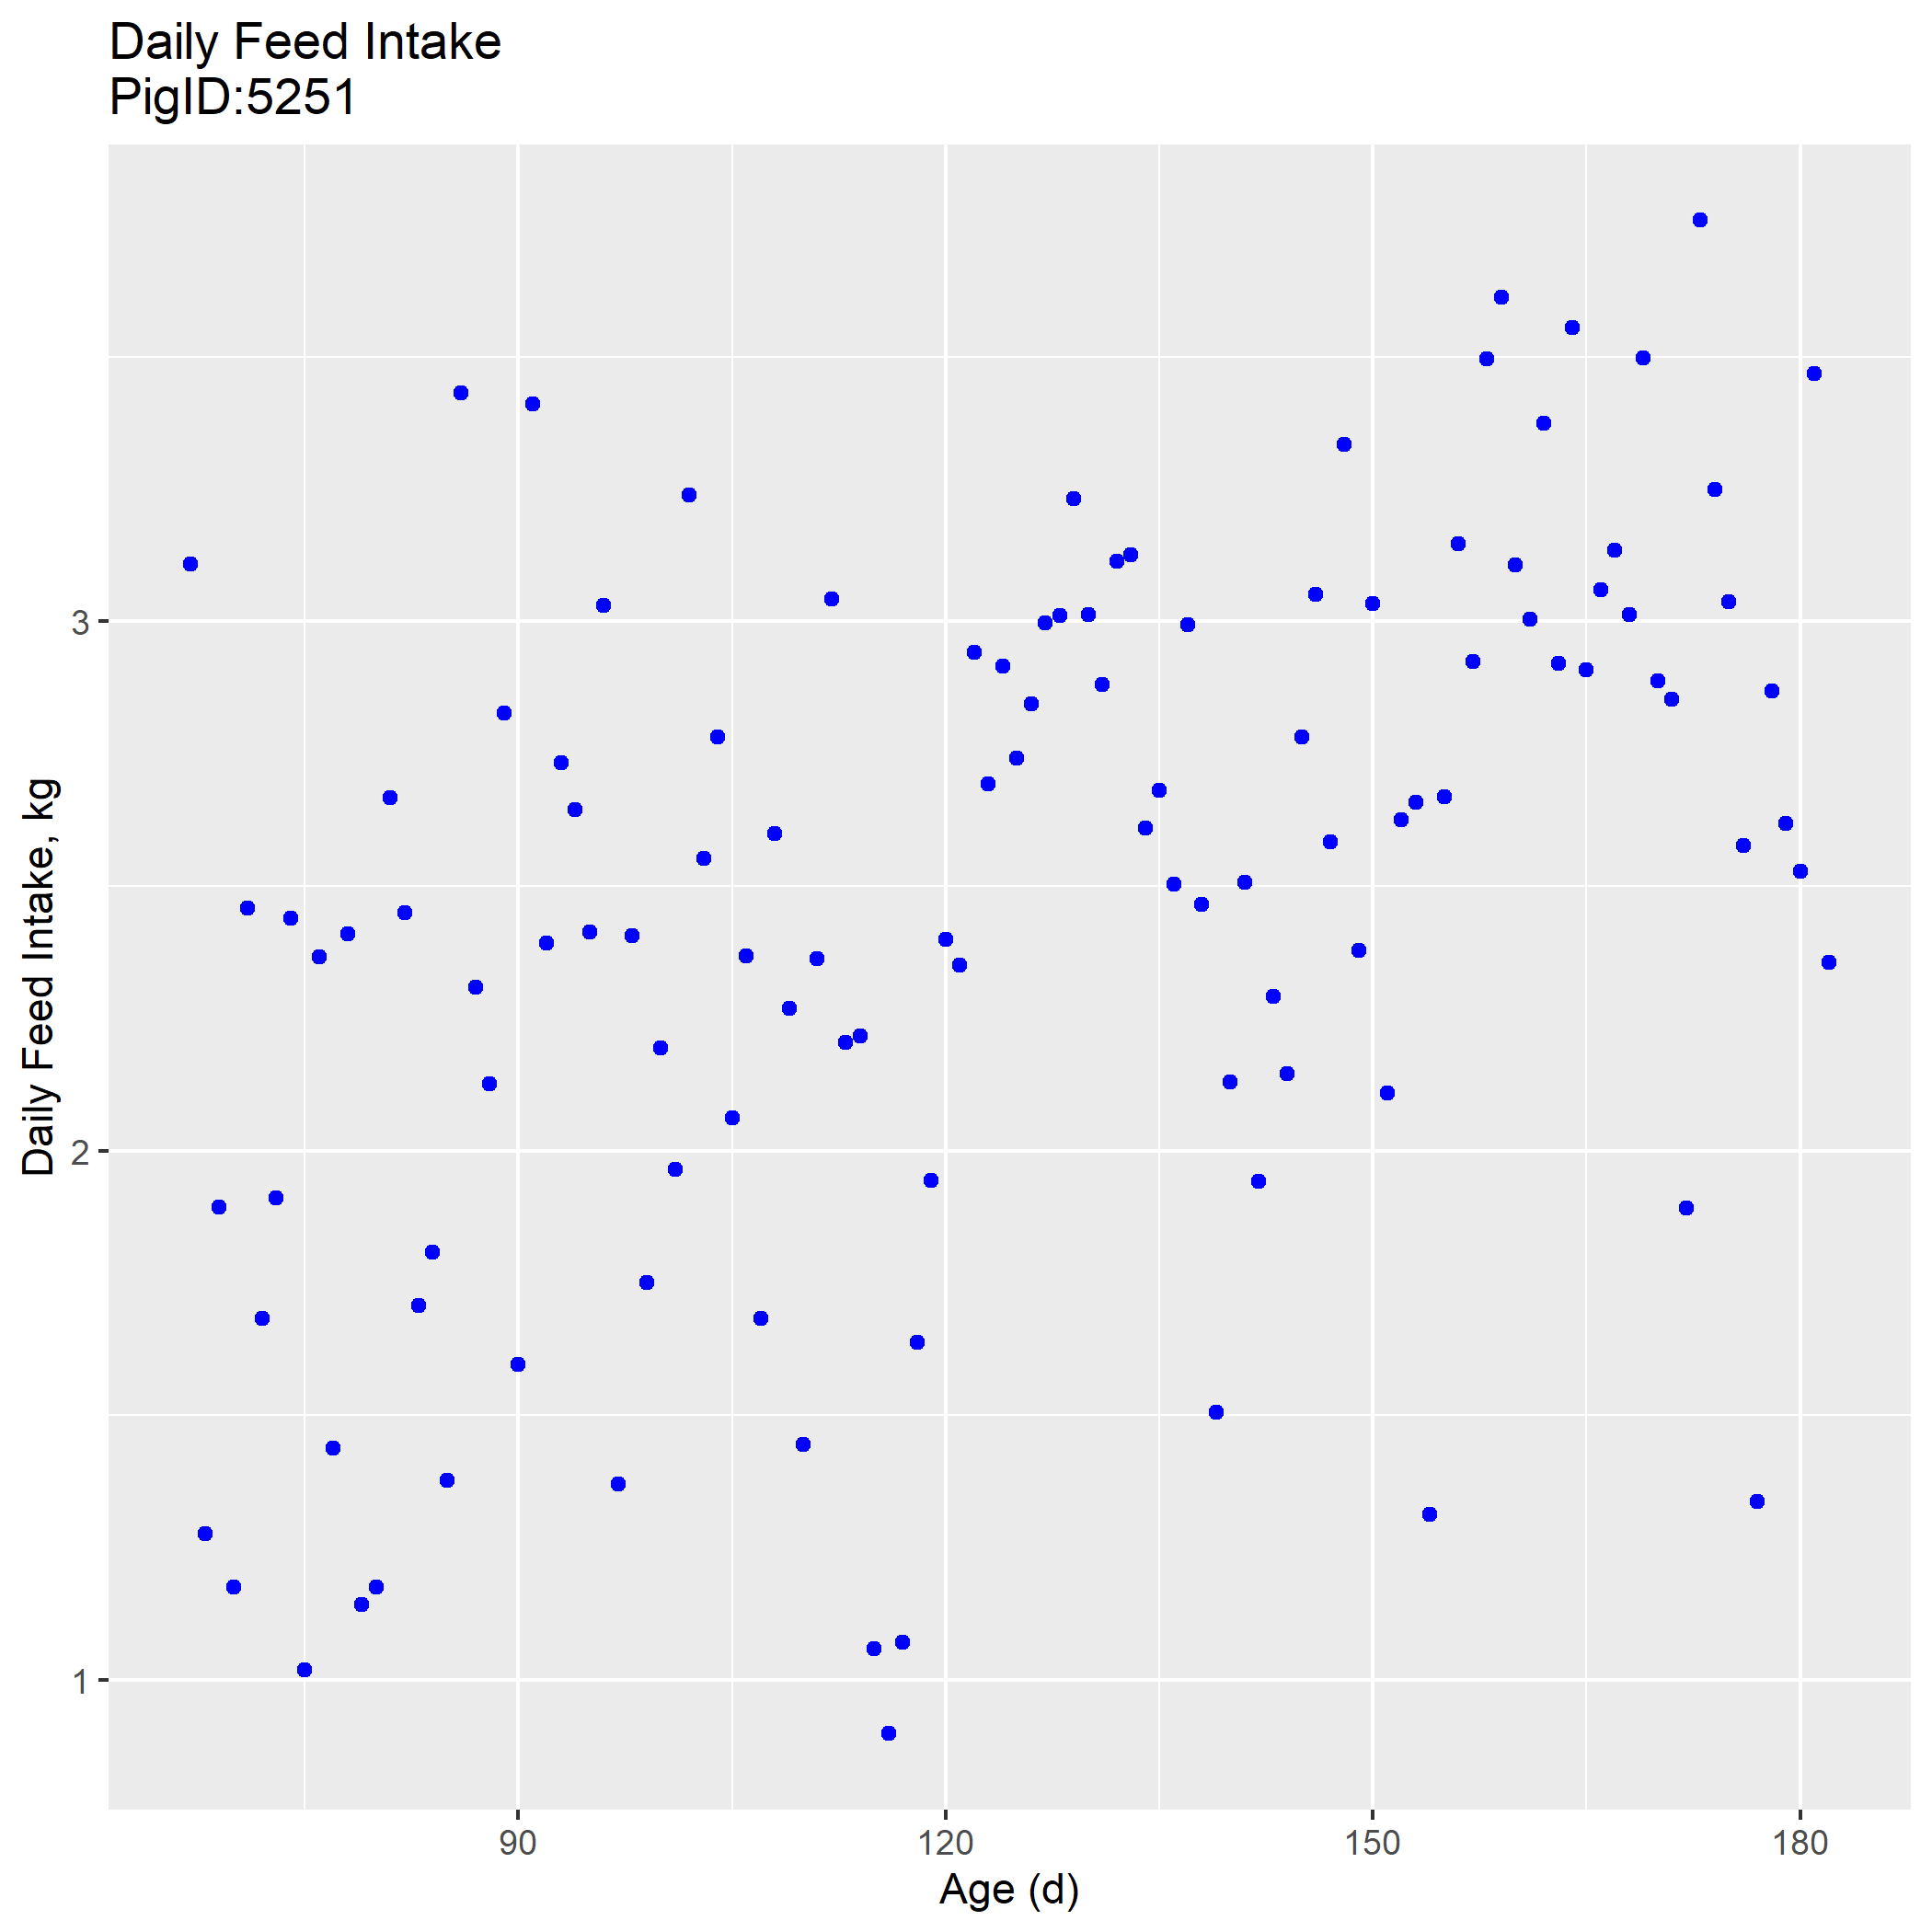 Daily Feed Intake
PigID:5251
Daily Feed Intake, kg
3
2
1
90
120
150
180
Age (d)